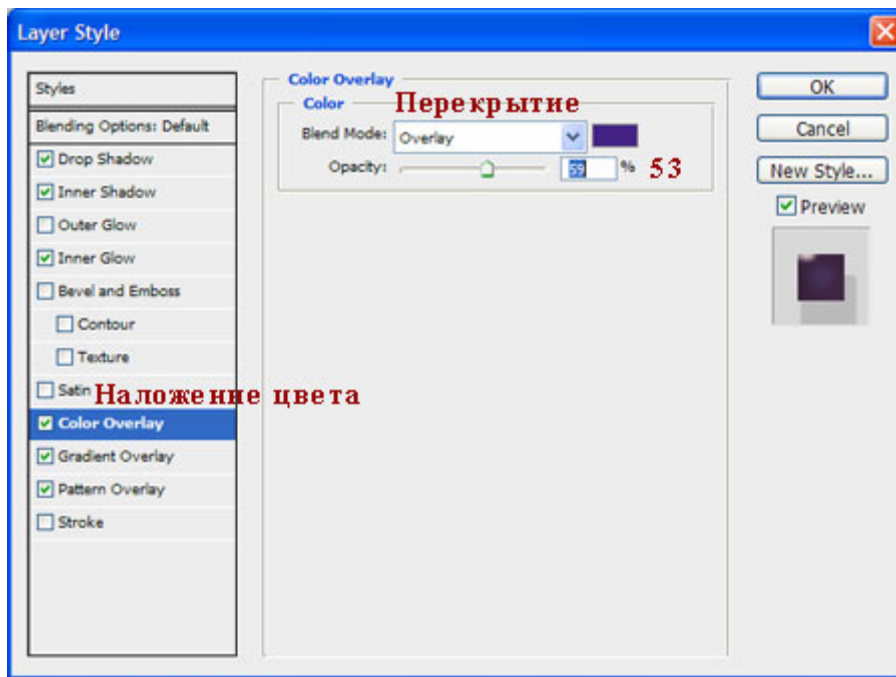 Layer Style
Styles
Blending Options: Default
Drop Shadow
Inner Shadow
Outer Glow
Inner Glow
Bevel and Emboss
Contour
Texture
Satin
Наложение цвета
Color Overlay
Gradient Overlay
Pattern Overlay
Stroke
Color Overlay
Color
Перекрытие
Blend Mode: Overlay
Opacity: 59 % 53
OK
Cancel
New Style...
Preview